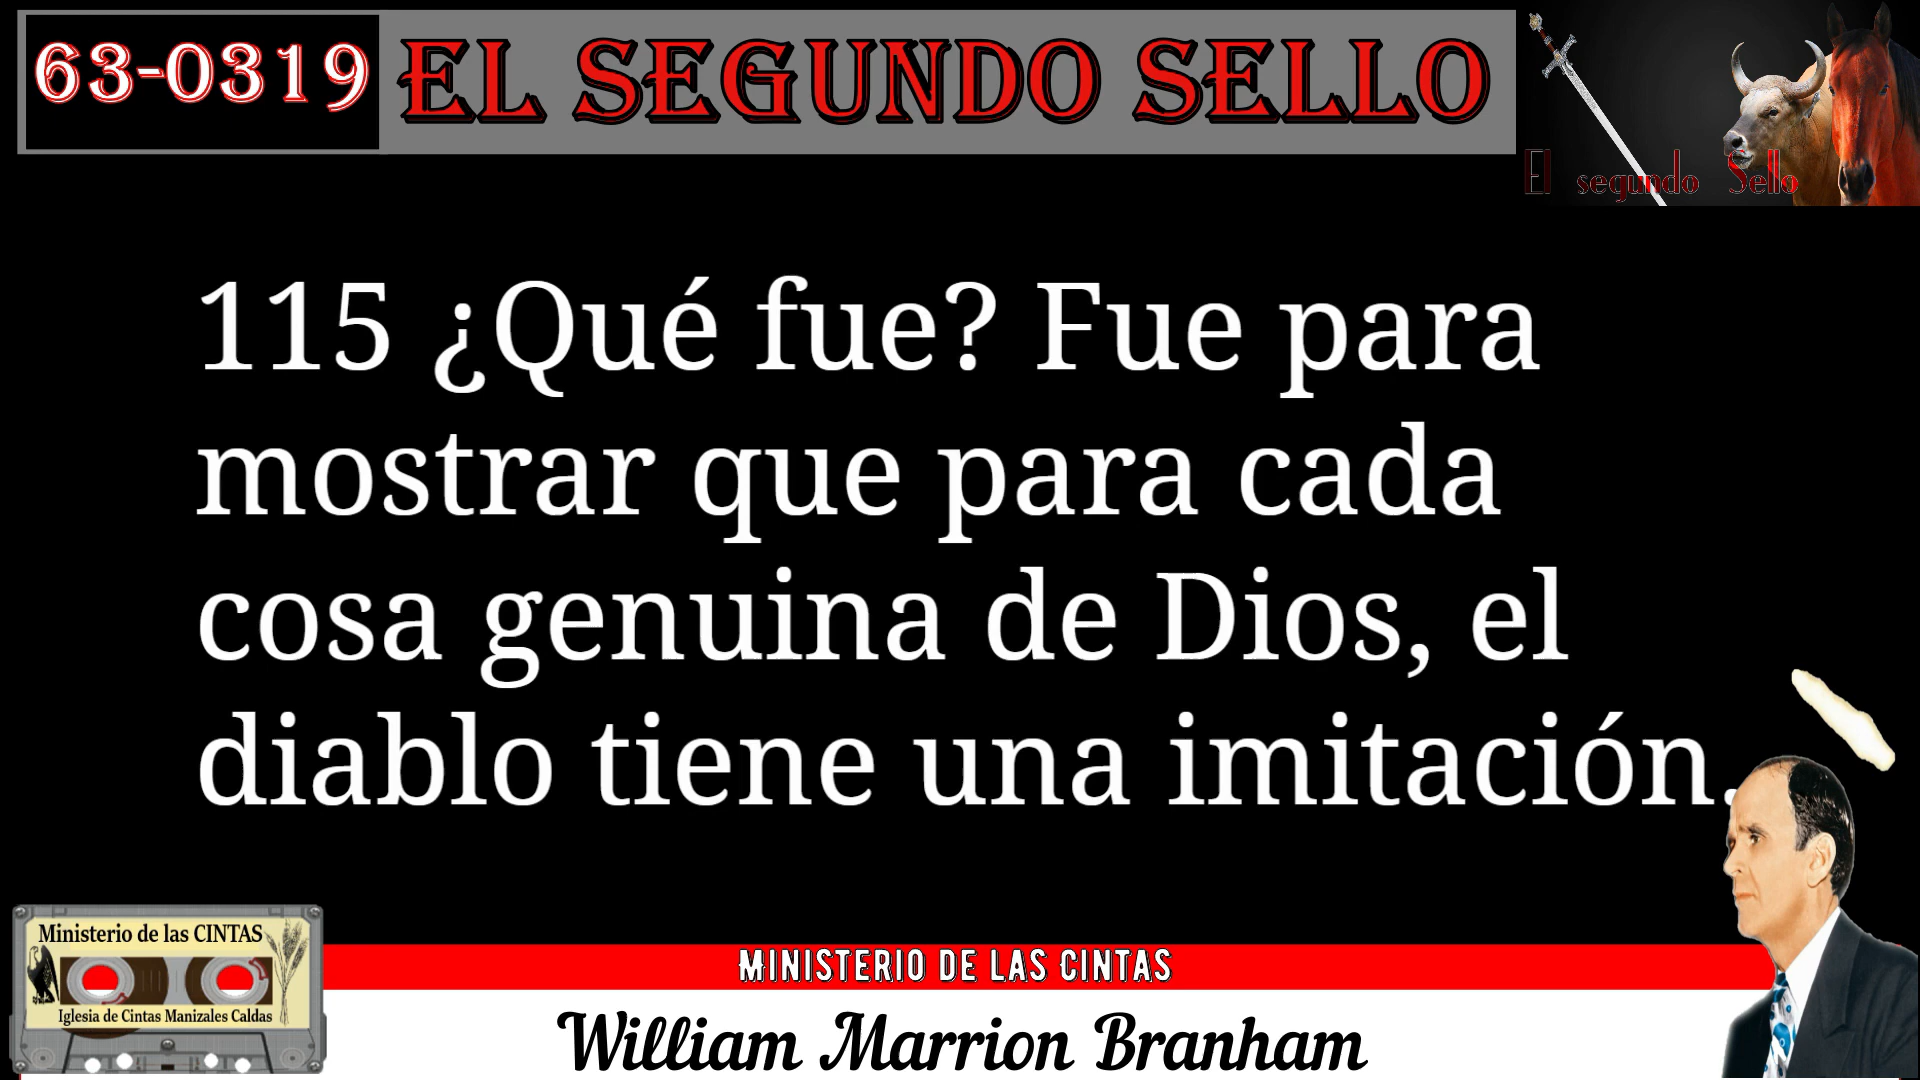 63-0319 EL SEGUNDO SELLO
El segundo Sello
115 ¿Qué fue? Fue para
mostrar que para cada
cosa genuina de Dios, el
diablo tiene una imitación.
Ministerio de las CINTAS
Iglesia de Cintas Manizales Caldas
MINISTERIO DE LAS CINTAS
William Marrion Branham